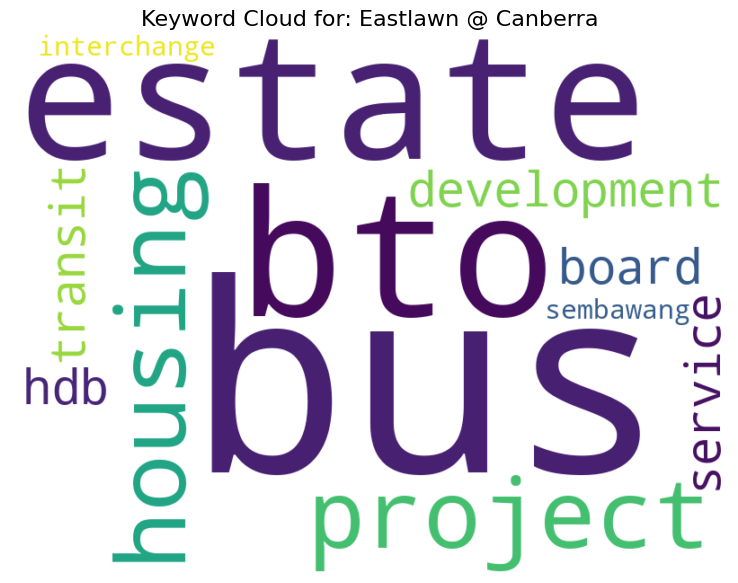 Keyword Cloud for: Eastlawn @ Canberra
interchange
estate
transit
housing
development
bto
board
sembawang
bus
service
hdb
project